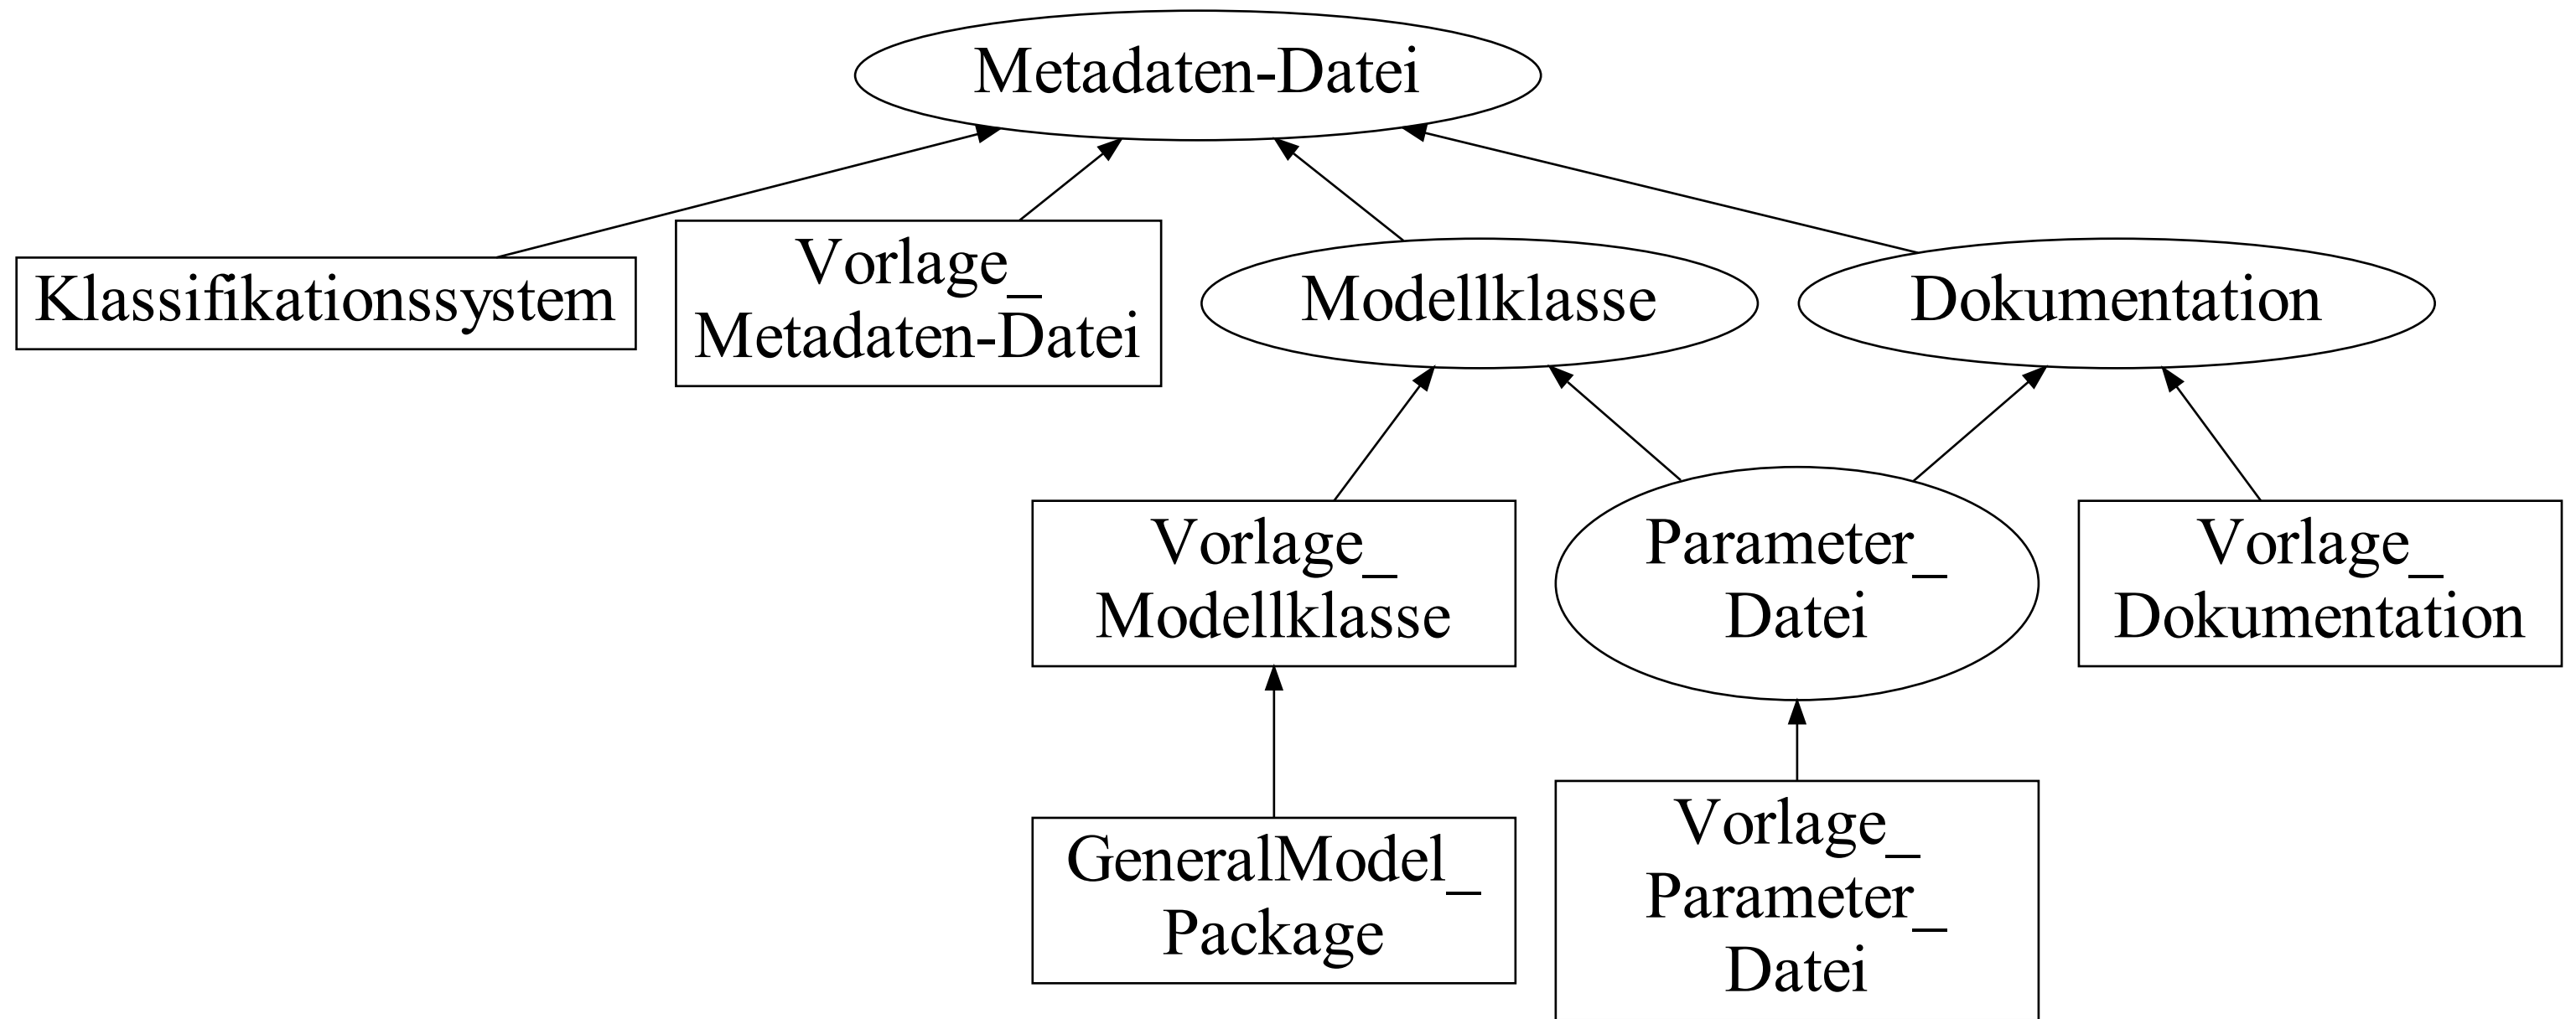 Metadaten-Datei
Klassifikationssystem
Vorlage_
Metadaten-Datei
Modellklasse
Dokumentation
Vorlage_
Modellklasse
Parameter_
Datei
Vorlage_
Dokumentation
GeneralModel_
Package
Vorlage_
Parameter_
Datei